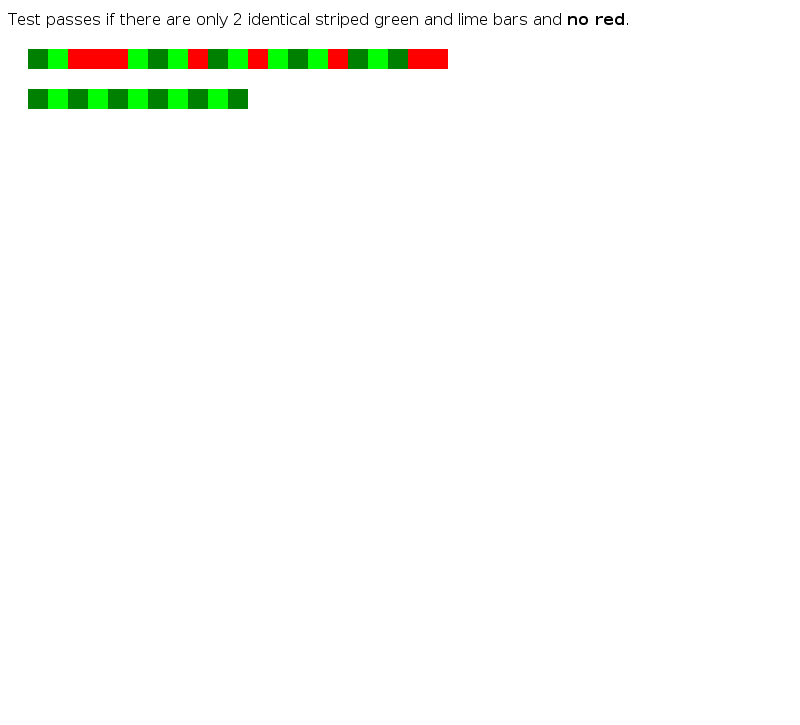 Test passes if there are only 2 identical striped green and lime bars and no red.